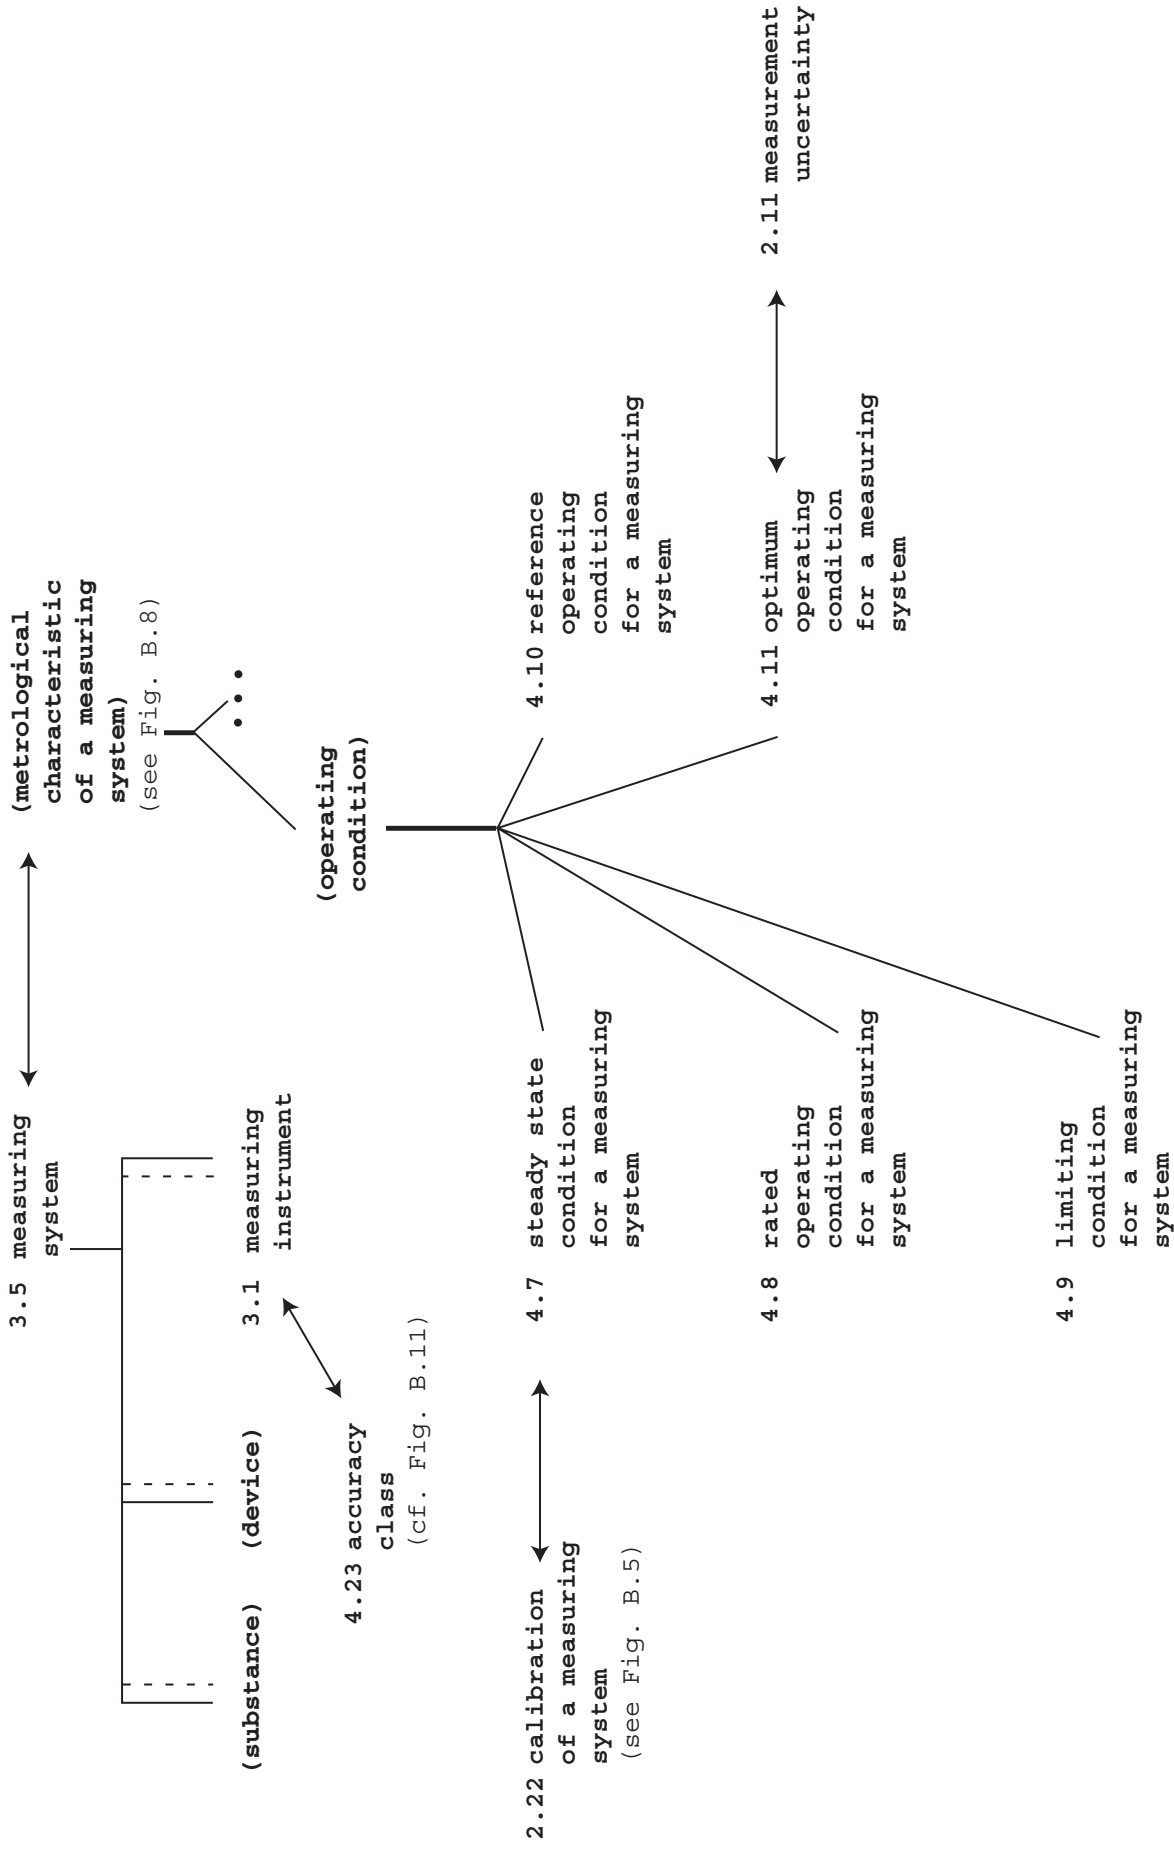 3.5 measuring
system
(metrological
characteristic
of a measuring
system)
(see Fig. B.8)
(substance)
(device)
3.1 measuring
instrument
•••
(operating
condition)
4.23 accuracy
class
(cf. Fig. B.11)
2.22 calibration
of a measuring
system
(see Fig. B.5)
4.7 steady state
condition
for a measuring
system
4.10 reference
operating
condition
for a measuring
system
4.8 rated
operating
condition
for a measuring
system
4.11 optimum
operating
condition
for a measuring
system
2.11 measurement
uncertainty
4.9 limiting
condition
for a measuring
system